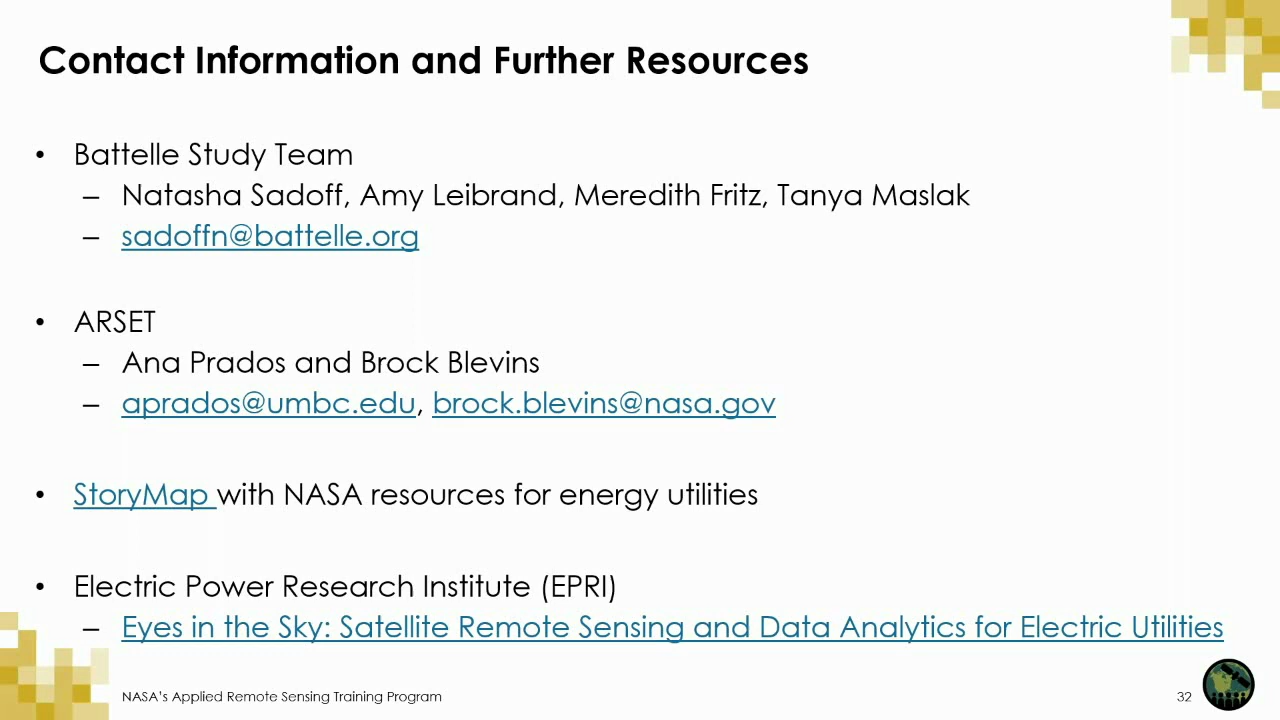 Contact Information and Further Resources
• Battelle Study Team
– Natasha Sadoff, Amy Leibrand, Meredith Fritz, Tanya Maslak
– sadoffn@battelle.org
• ARSET
– Ana Prados and Brock Blevins
– aprados@umbc.edu, brock.blevins@nasa.gov
• StoryMap with NASA resources for energy utilities
• Electric Power Research Institute (EPRI)
– Eyes in the Sky: Satellite Remote Sensing and Data Analytics for Electric Utilities
NASA's Applied Remote Sensing Training Program
32